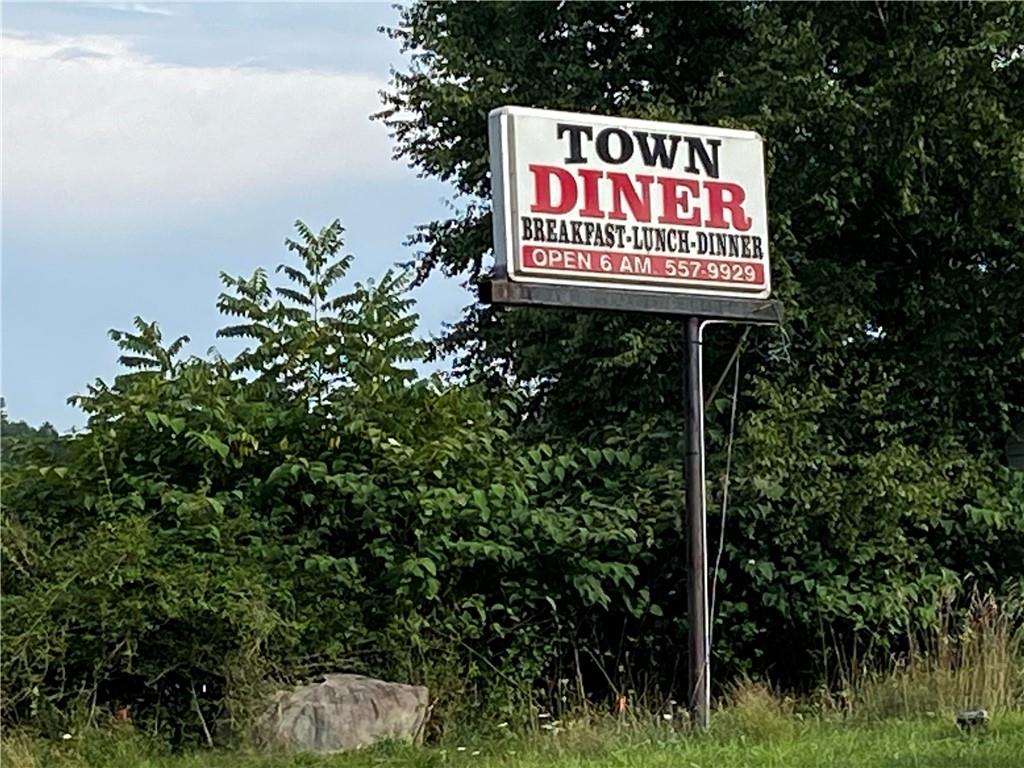 TOWN
DINER
BREAKFAST-LUNCH-DINNER
OPEN 6 AM. 557-9929